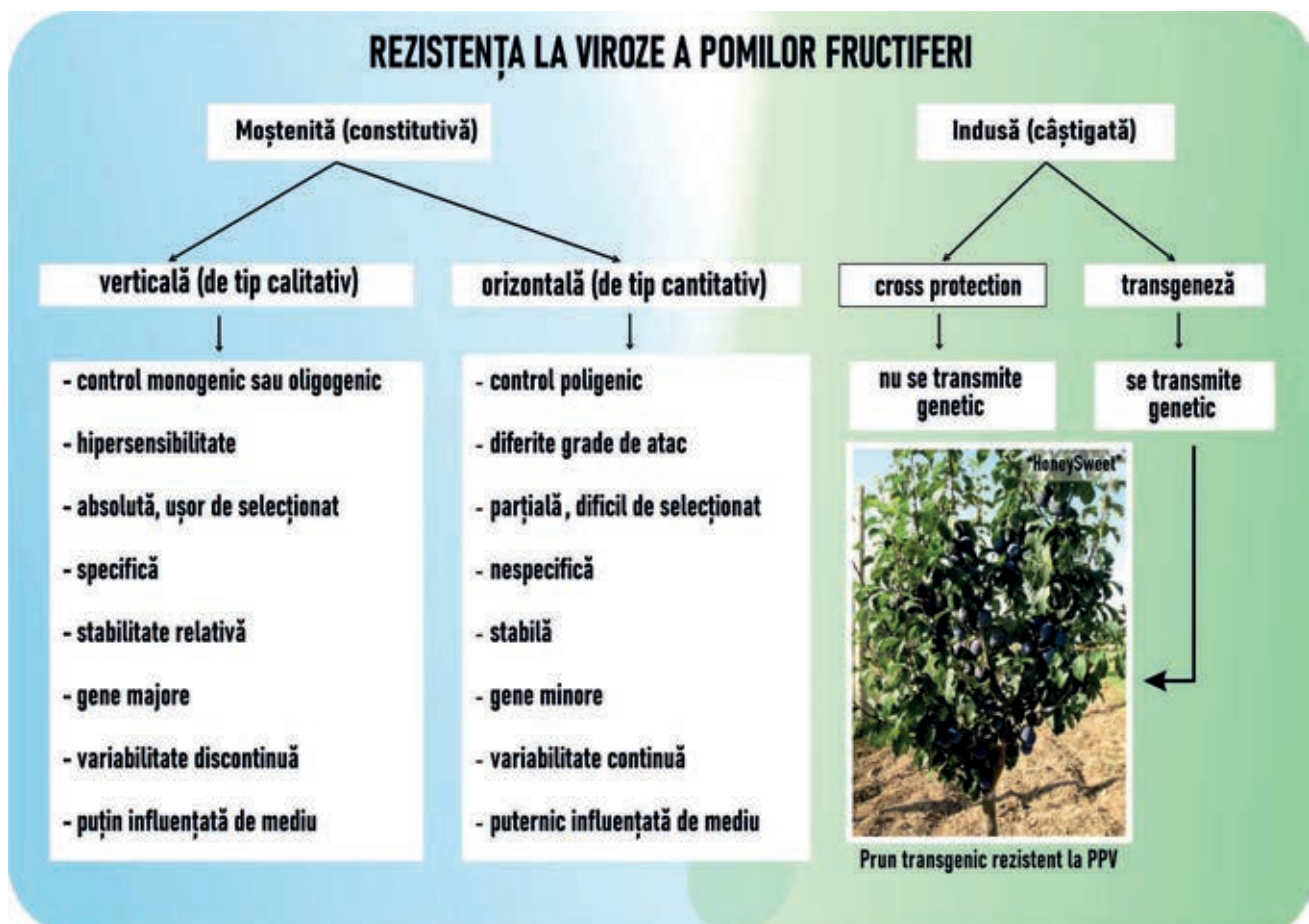 REZISTENȚA LA VIROZE A POMILOR FRUCTIFERI
Moștenită (constitutivă)
Indusă (câștigată)
verticală (de tip calitativ)
orizontală (de tip cantitativ)
cross protection
transgeneză
- control monogenic sau oligogenic
- hipersensibilitate
- absolută, ușor de selecționat
- specifică
- stabilitate relativă
- gene majore
- variabilitate discontinuă
- puțin influențată de mediu
- control poligenic
- diferite grade de atac
- parțială, dificil de selecționat
- nespecifică
- stabilă
- gene minore
- variabilitate continuă
- puternic influențată de mediu
nu se transmite
genetic
se transmite
genetic
"HoneySweet"
Prun transgenic rezistent la PPV